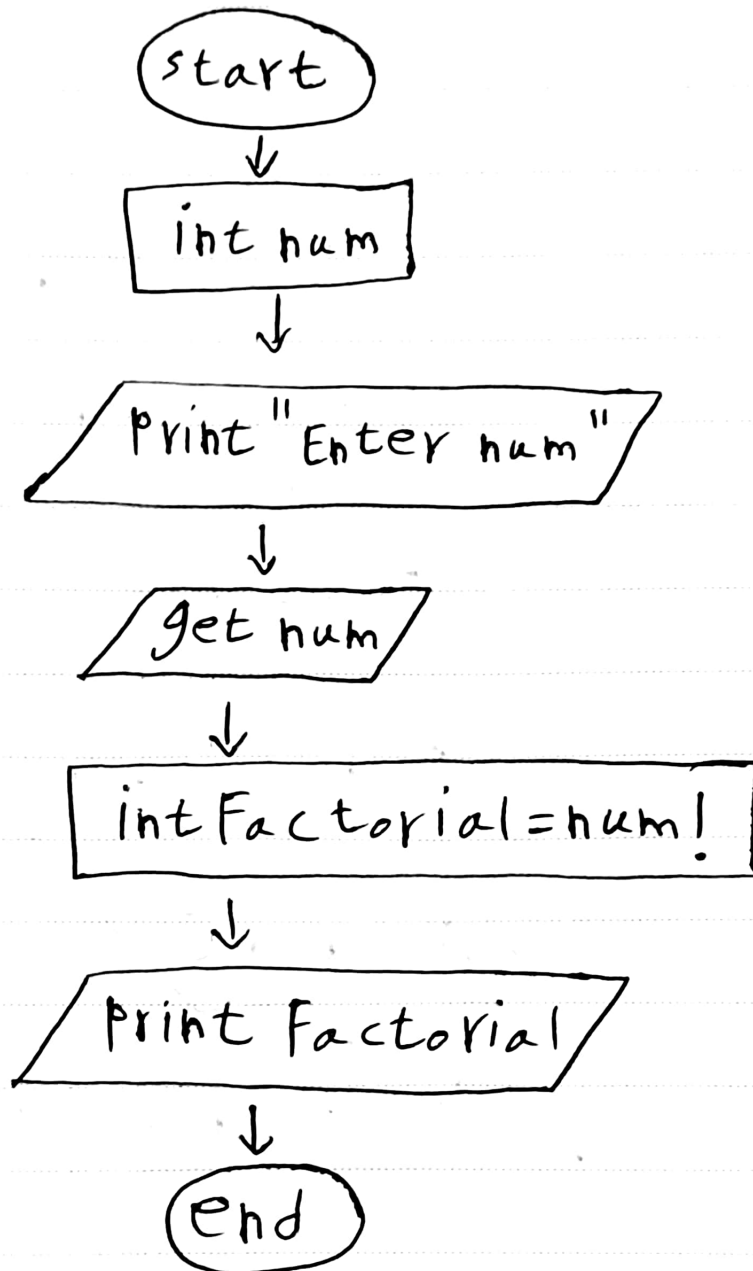 start
int num
Print "Enter num"
get num
int Factorial = num!
Print Factorial
end